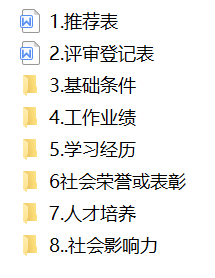 1.推荐表
2.评审登记表
3.基础条件
4.工作业绩
5.学习经历
6社会荣誉或表彰
7.人才培养
8..社会影响力